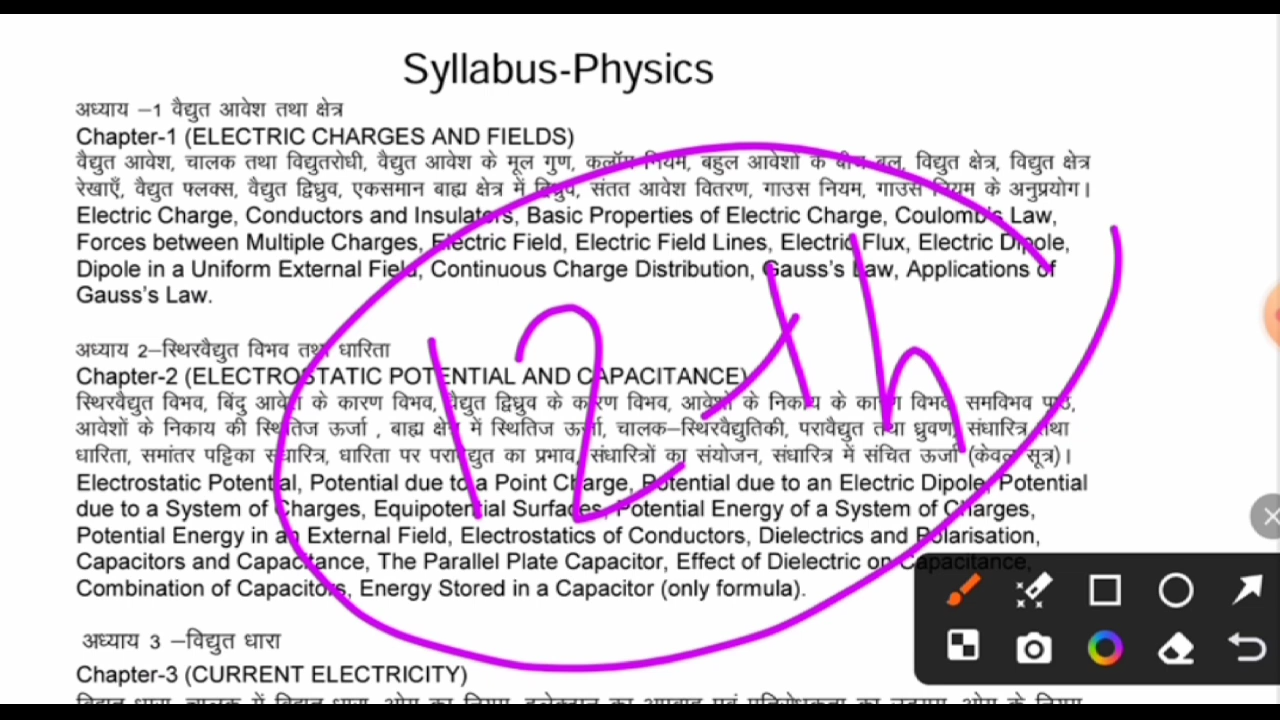 Syllabus-Physics
अध्याय –1 वैद्युत आवेश तथा क्षेत्र
Chapter-1 (ELECTRIC CHARGES AND FIELDS)
वैद्युत आवेश, चालक तथा विद्युतरोधी, वैद्युत आवेश के मूल गुण, कलॉम नियम, बहुल आवेशों के बीच बल, विद्युत क्षेत्र, विद्युत क्षेत्र
रेखाएँ, वैद्युत फ्लक्स, वैद्युत द्विध्रुव, एकसमान बाह्य क्षेत्र में द्विध्रुव, संतत आवेश वितरण, गाउस नियम, गाउस नियम के अनुप्रयोग।
Electric Charge, Conductors and Insulators, Basic Properties of Electric Charge, Coulomb's Law,
Forces between Multiple Charges, Electric Field, Electric Field Lines, Electric Flux, Electric Dipole,
Dipole in a Uniform External Field, Continuous Charge Distribution, Gauss's Law, Applications of
Gauss's Law.
12th
अध्याय 2–स्थिरवैद्युत विभव तथा धारिता
Chapter-2 (ELECTROSTATIC POTENTIAL AND CAPACITANCE)
स्थिरवैद्युत विभव, बिंदु आवेश के कारण विभव, वैद्युत द्विध्रुव के कारण विभव, आवेशों के निकाय के कारण विभव, समविभव पृष्ठ,
आवेशों के निकाय की स्थितिज ऊर्जा , बाह्य क्षेत्र में स्थितिज ऊर्जा, चालक–स्थिरवैद्युतिकी, परावैद्युत तथा ध्रुवण, संधारित्र तथा
धारिता, समांतर पट्टिका संधारित्र, धारिता पर परावैद्युत का प्रभाव, संधारित्रों का संयोजन, संधारित्र में संचित ऊर्जा (केवल सूत्र)।
Electrostatic Potential, Potential due to a Point Charge, Potential due to an Electric Dipole, Potential
due to a System of Charges, Equipotential Surfaces, Potential Energy of a System of Charges,
Potential Energy in an External Field, Electrostatics of Conductors, Dielectrics and Polarisation,
Capacitors and Capacitance, The Parallel Plate Capacitor, Effect of Dielectric on Capacitance,
Combination of Capacitors, Energy Stored in a Capacitor (only formula).
अध्याय 3 –विद्युत धारा
Chapter-3 (CURRENT ELECTRICITY)